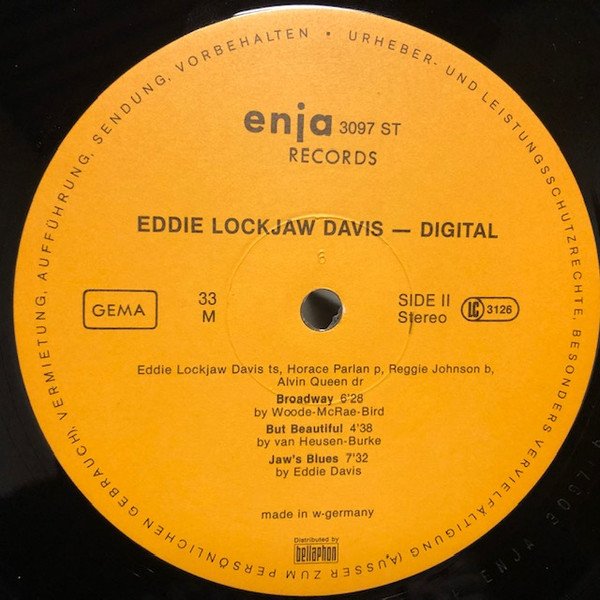 URHEBER- UND LEISTUNGSSCHUTZRECHTE, BESONDERS VERVIELFÄLTIGUNG (AUSSER ZUM PERSÖNLICHEN GEBRAUCH), VERMIETUNG, AUFFÜHRUNG, SENDUNG, VORBEHALTEN •
enja 3097 ST
RECORDS
EDDIE LOCKJAW DAVIS — DIGITAL
6
GEMA
33
M
SIDE II
Stereo
LC 3126
Eddie Lockjaw Davis ts, Horace Parlan p, Reggie Johnson b,
Alvin Queen dr
Broadway 6'28
by Woode-McRae-Bird
But Beautiful 4'38
by van Heusen-Burke
Jaw's Blues 7'32
by Eddie Davis
made in w-germany
Distributed by
bellaphon